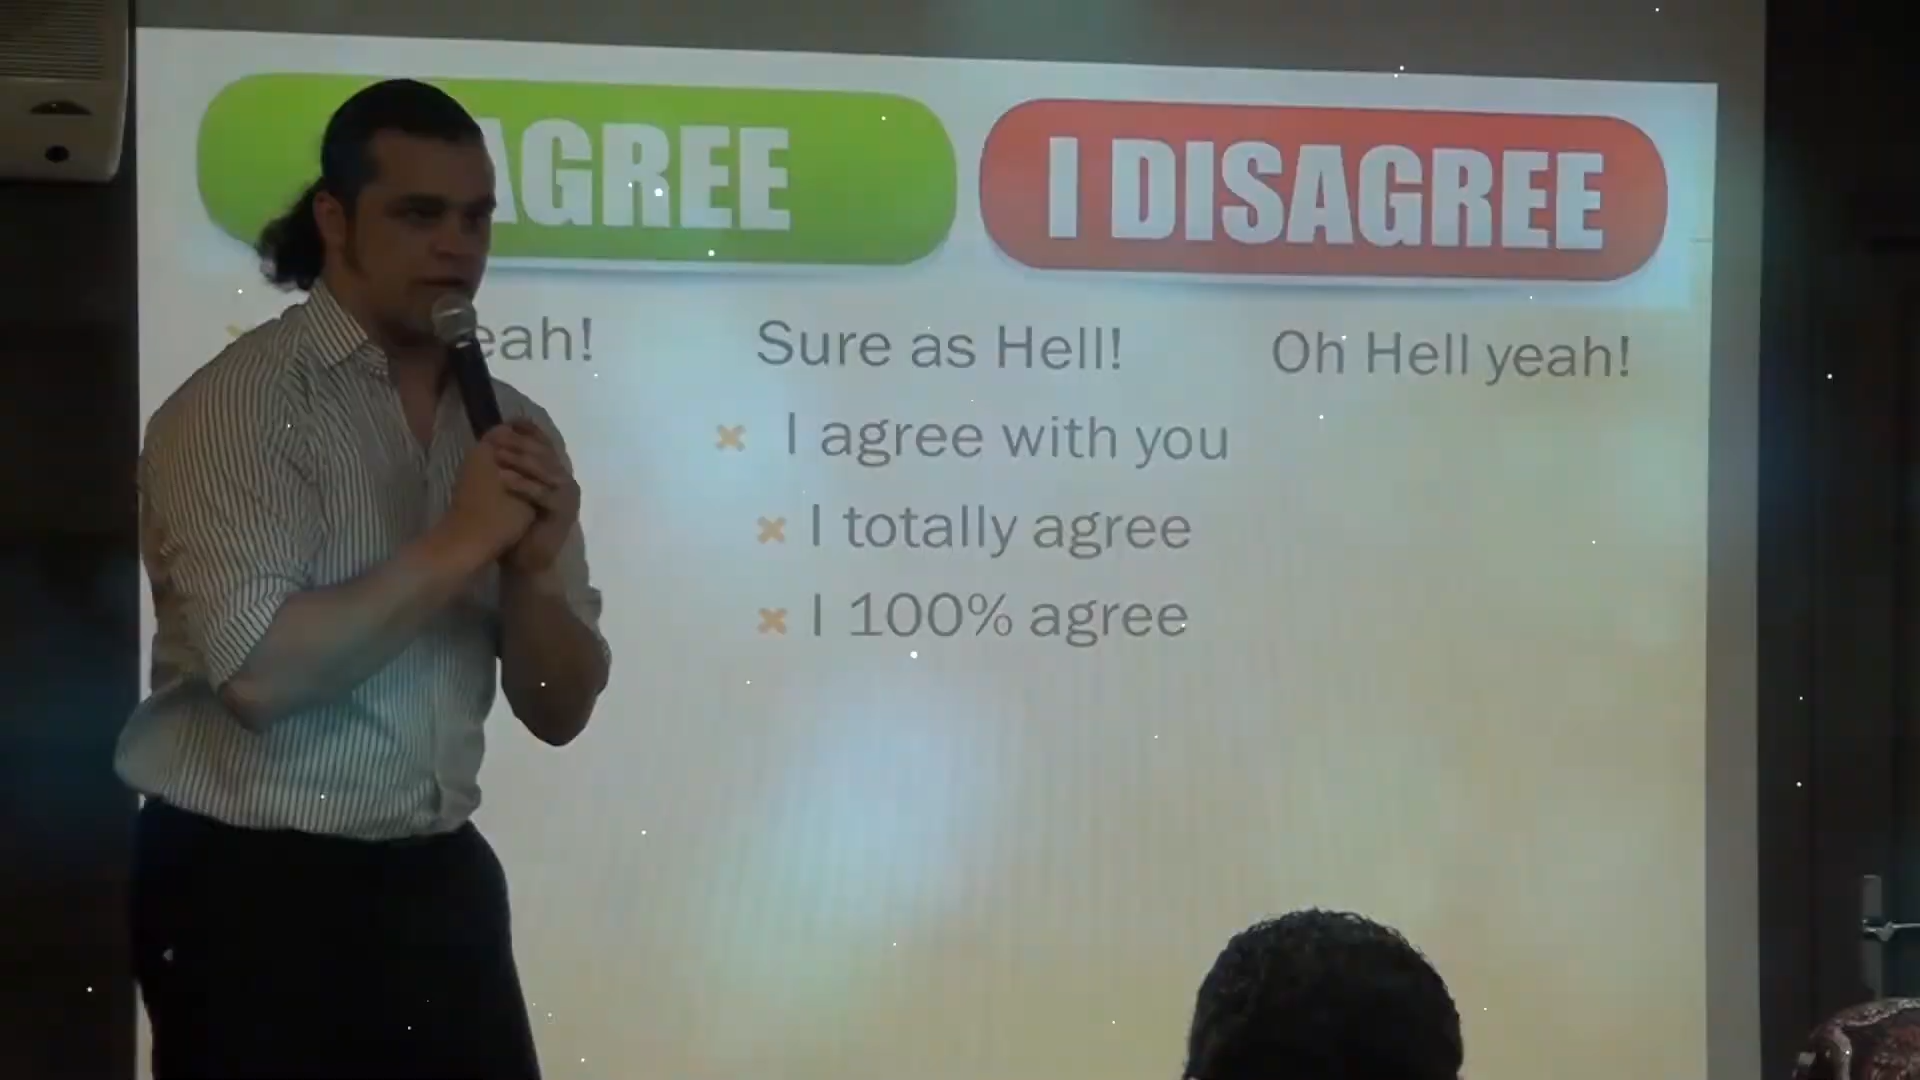 AGREE
I DISAGREE
eah!
Sure as Hell!
Oh Hell yeah!
I agree with you
I totally agree
I 100% agree